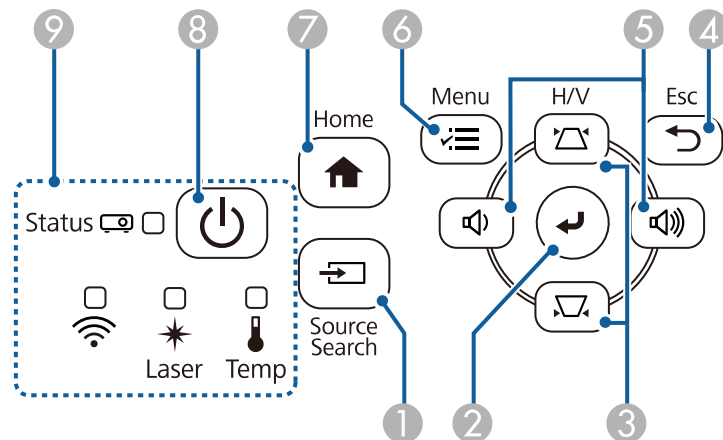 9 8 7 6 5 4
Menu H/V Esc
Home
Status
Source
Search
Laser Temp
1 2 3